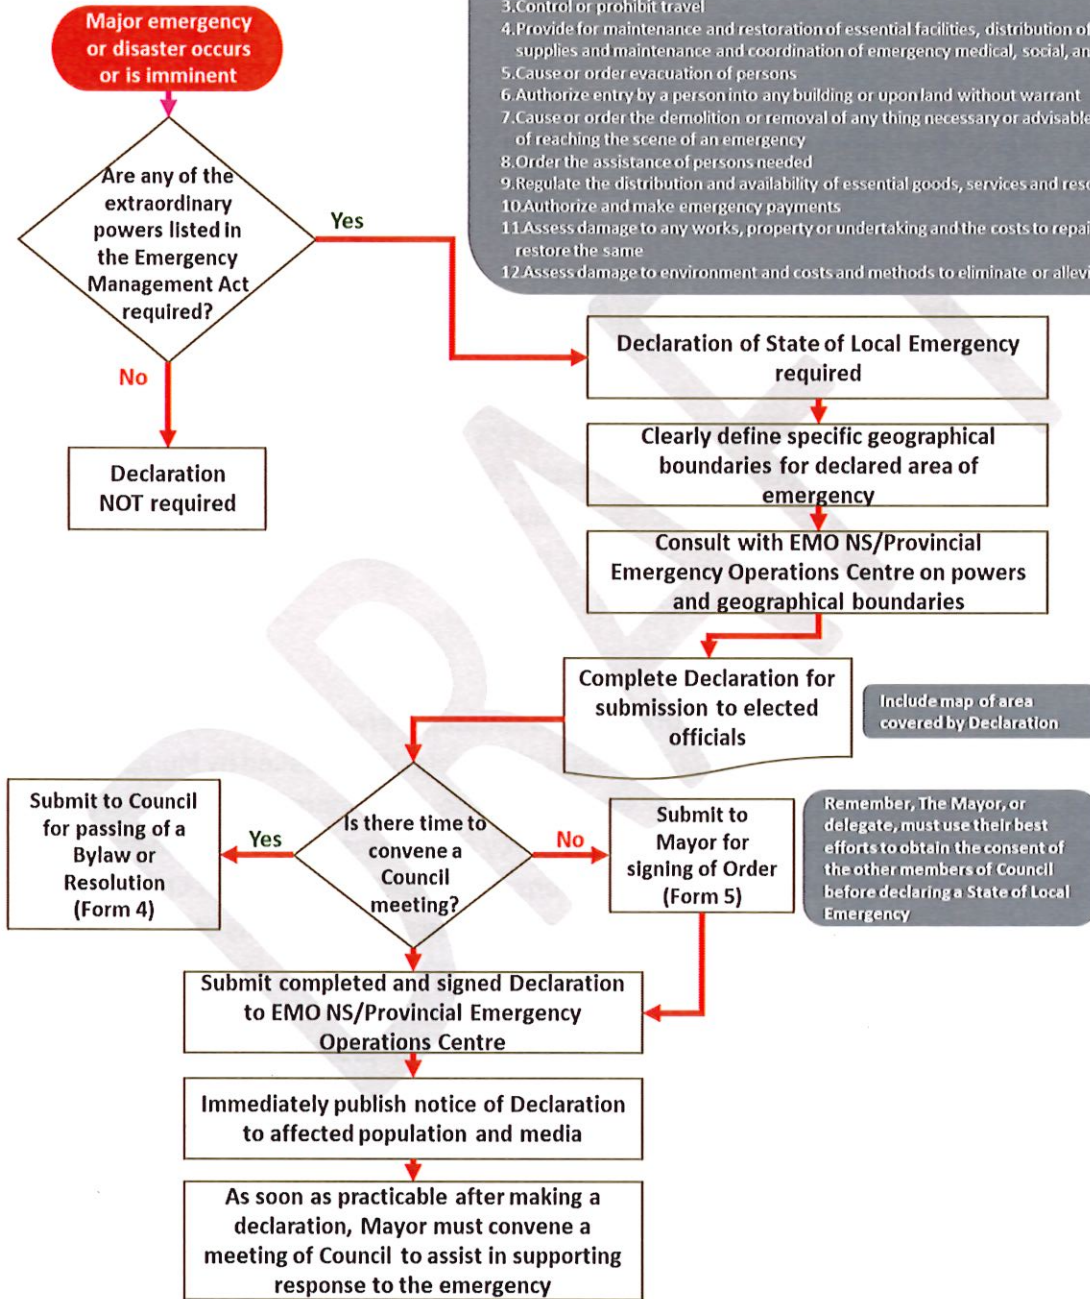 Major emergency
or disaster occurs
or is imminent
3.Control or prohibit travel
4.Provide for maintenance and restoration of essential facilities, distribution of
supplies and maintenance and coordination of emergency medical, social, an
5.Cause or order evacuation of persons
6.Authorize entry by a person into any building or upon land without warrant
7.Cause or order the demolition or removal of any thing necessary or advisable
of reaching the scene of an emergency
8.Order the assistance of persons needed
9.Regulate the distribution and availability of essential goods, services and reso
10.Authorize and make emergency payments
11.Assess damage to any works, property or undertaking and the costs to repai
restore the same
12.Assess damage to environment and costs and methods to eliminate or allevi
Are any of the
extraordinary
powers listed in
the Emergency
Management Act
required?
Yes
No
Declaration
NOT required
Declaration of State of Local Emergency
required
Clearly define specific geographical
boundaries for declared area of
emergency
Consult with EMO NS/Provincial
Emergency Operations Centre on powers
and geographical boundaries
Complete Declaration for
submission to elected
officials
Include map of area
covered by Declaration
Is there time to
convene a
Council
meeting?
Yes
Submit to Council
for passing of a
Bylaw or
Resolution
(Form 4)
No
Submit to
Mayor for
signing of Order
(Form 5)
Remember, The Mayor, or
delegate, must use their best
efforts to obtain the consent of
the other members of Council
before declaring a State of Local
Emergency
Submit completed and signed Declaration
to EMO NS/Provincial Emergency
Operations Centre
Immediately publish notice of Declaration
to affected population and media
As soon as practicable after making a
declaration, Mayor must convene a
meeting of Council to assist in supporting
response to the emergency
DRAFT